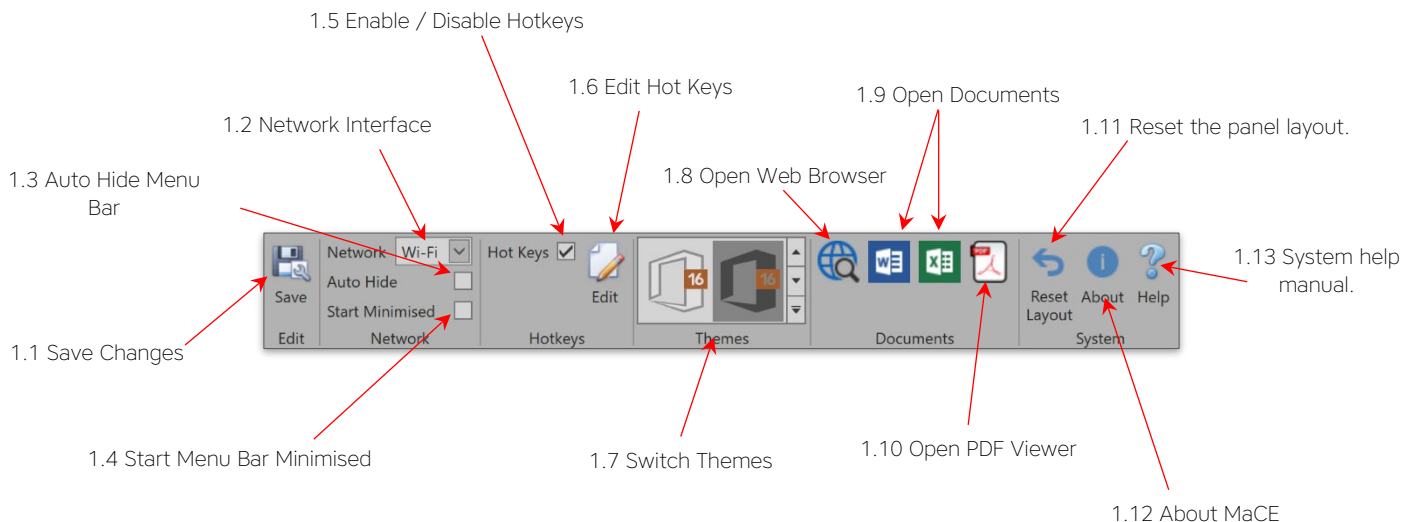 1.5 Enable / Disable Hotkeys
1.6 Edit Hot Keys
1.9 Open Documents
1.2 Network Interface
1.11 Reset the panel layout.
1.3 Auto Hide Menu
Bar
1.8 Open Web Browser
Network Wi-Fi
Hot Keys
Auto Hide
Start Minimised
Save
Edit
16
16
W
X
PDF
i
?
Reset
Layout
About
Help
Edit
Network
Hotkeys
Themes
Documents
System
1.13 System help
manual.
1.1 Save Changes
1.4 Start Menu Bar Minimised
1.7 Switch Themes
1.10 Open PDF Viewer
1.12 About MaCE